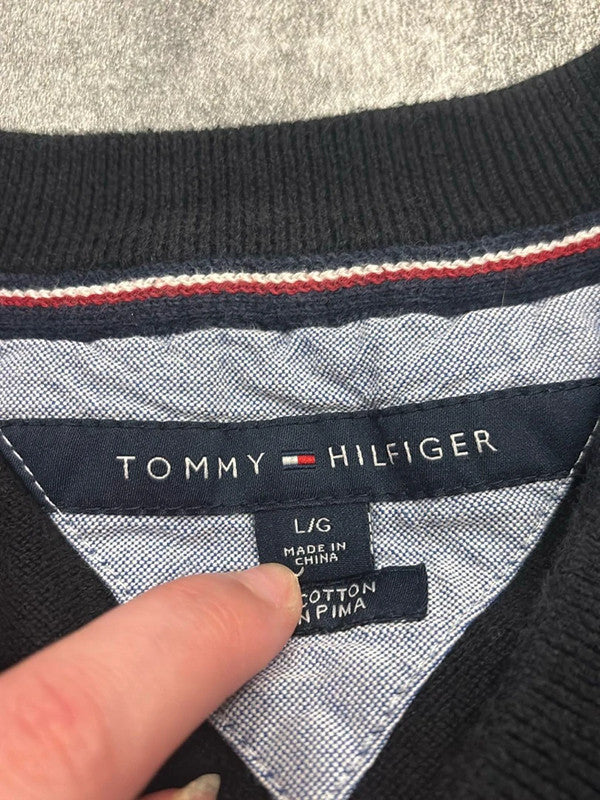 TOMMY HILFIGER
L/G
MADE IN
CHINA
COTTON
PIMA